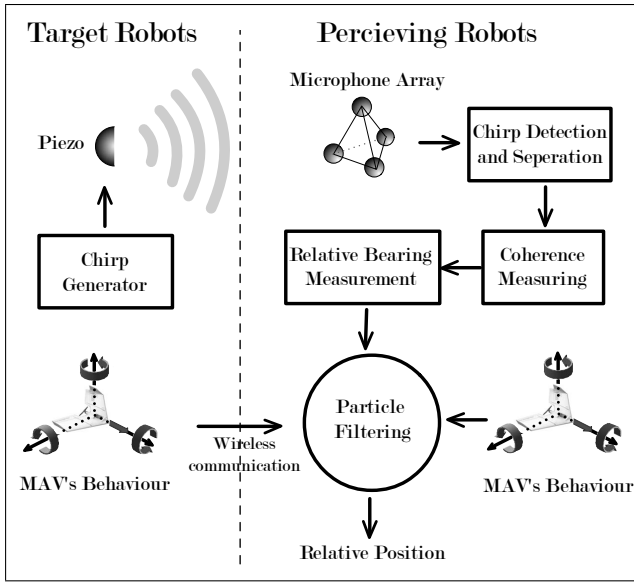 Target Robots
Percieving Robots
Microphone Array
Piezo
Chirp Detection
and Seperation
Chirp
Generator
Relative Bearing
Measurement
Coherence
Measuring
Particle
Filtering
Wireless
communication
MAV's Behaviour
MAV's Behaviour
Relative Position